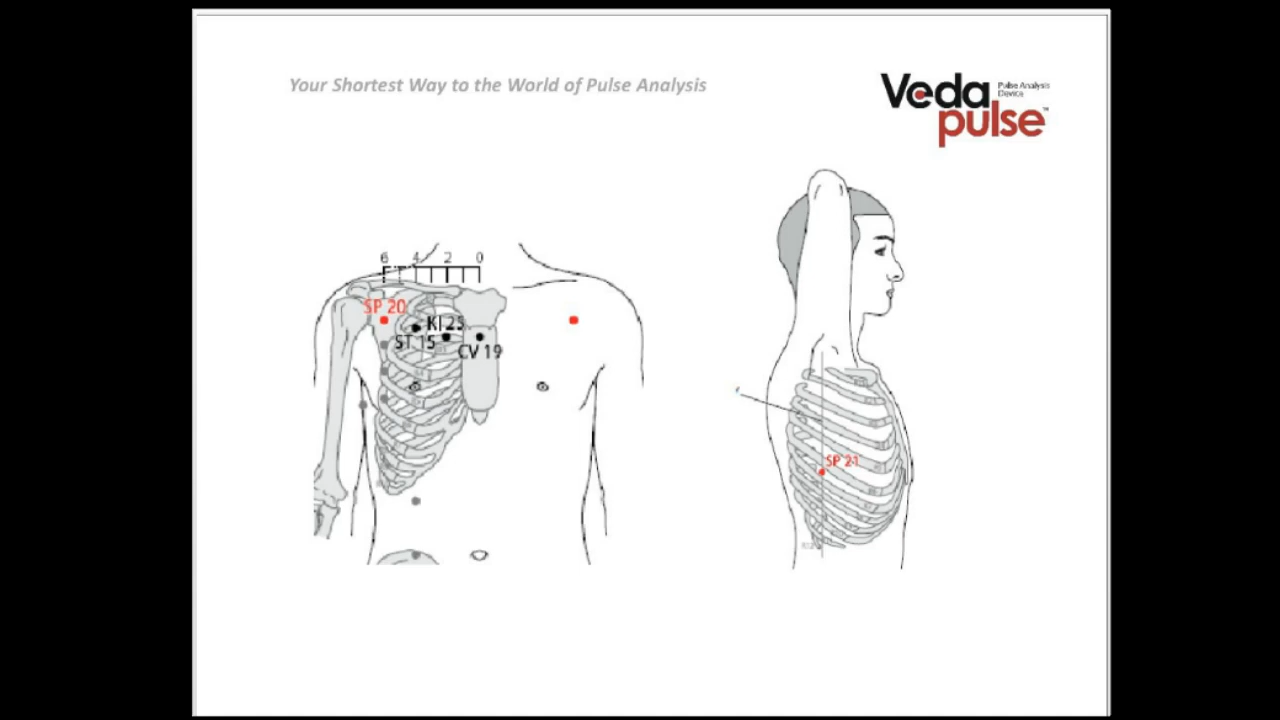 Your Shortest Way to the World of Pulse Analysis
Veda Pulse Analysis
Device
pulse™
6 4 2 0
SP 20
KI 25
ST 15
CV 19
SP 21